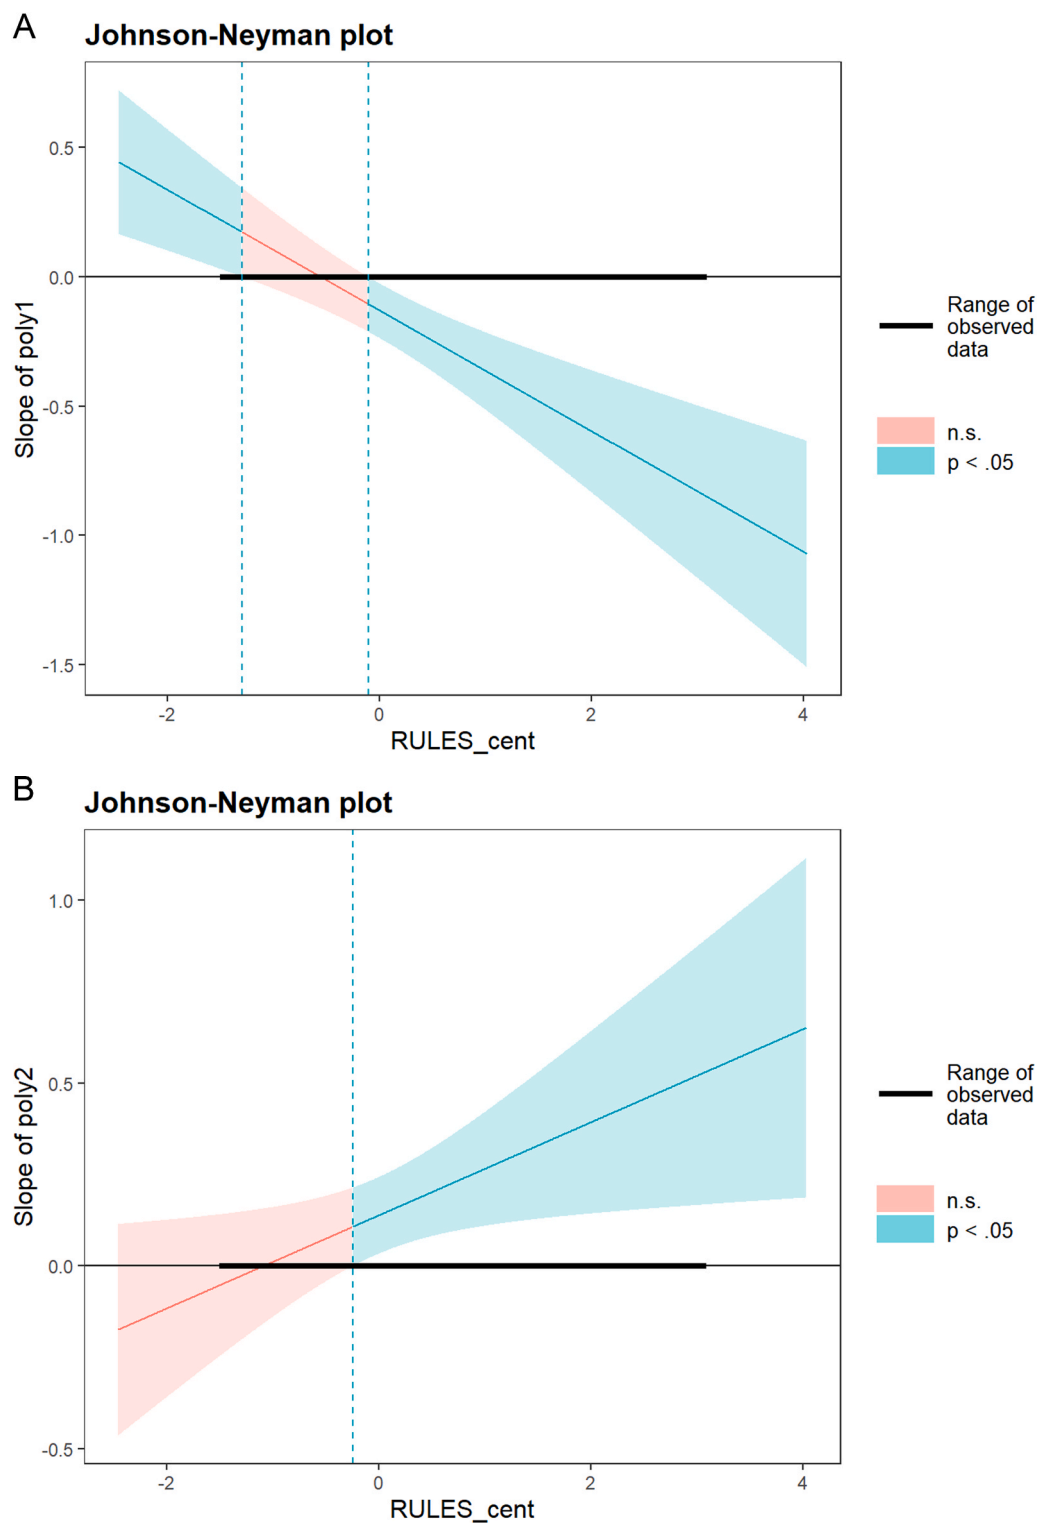 A
Johnson-Neyman plot
Slope of poly1
0.5
0.0
-0.5
-1.0
-1.5
-2
0
2
4
RULES_cent
Range of
observed
data
n.s.
p < .05
B
Johnson-Neyman plot
Slope of poly2
1.0
0.5
0.0
-0.5
-2
0
2
4
RULES_cent
Range of
observed
data
n.s.
p < .05